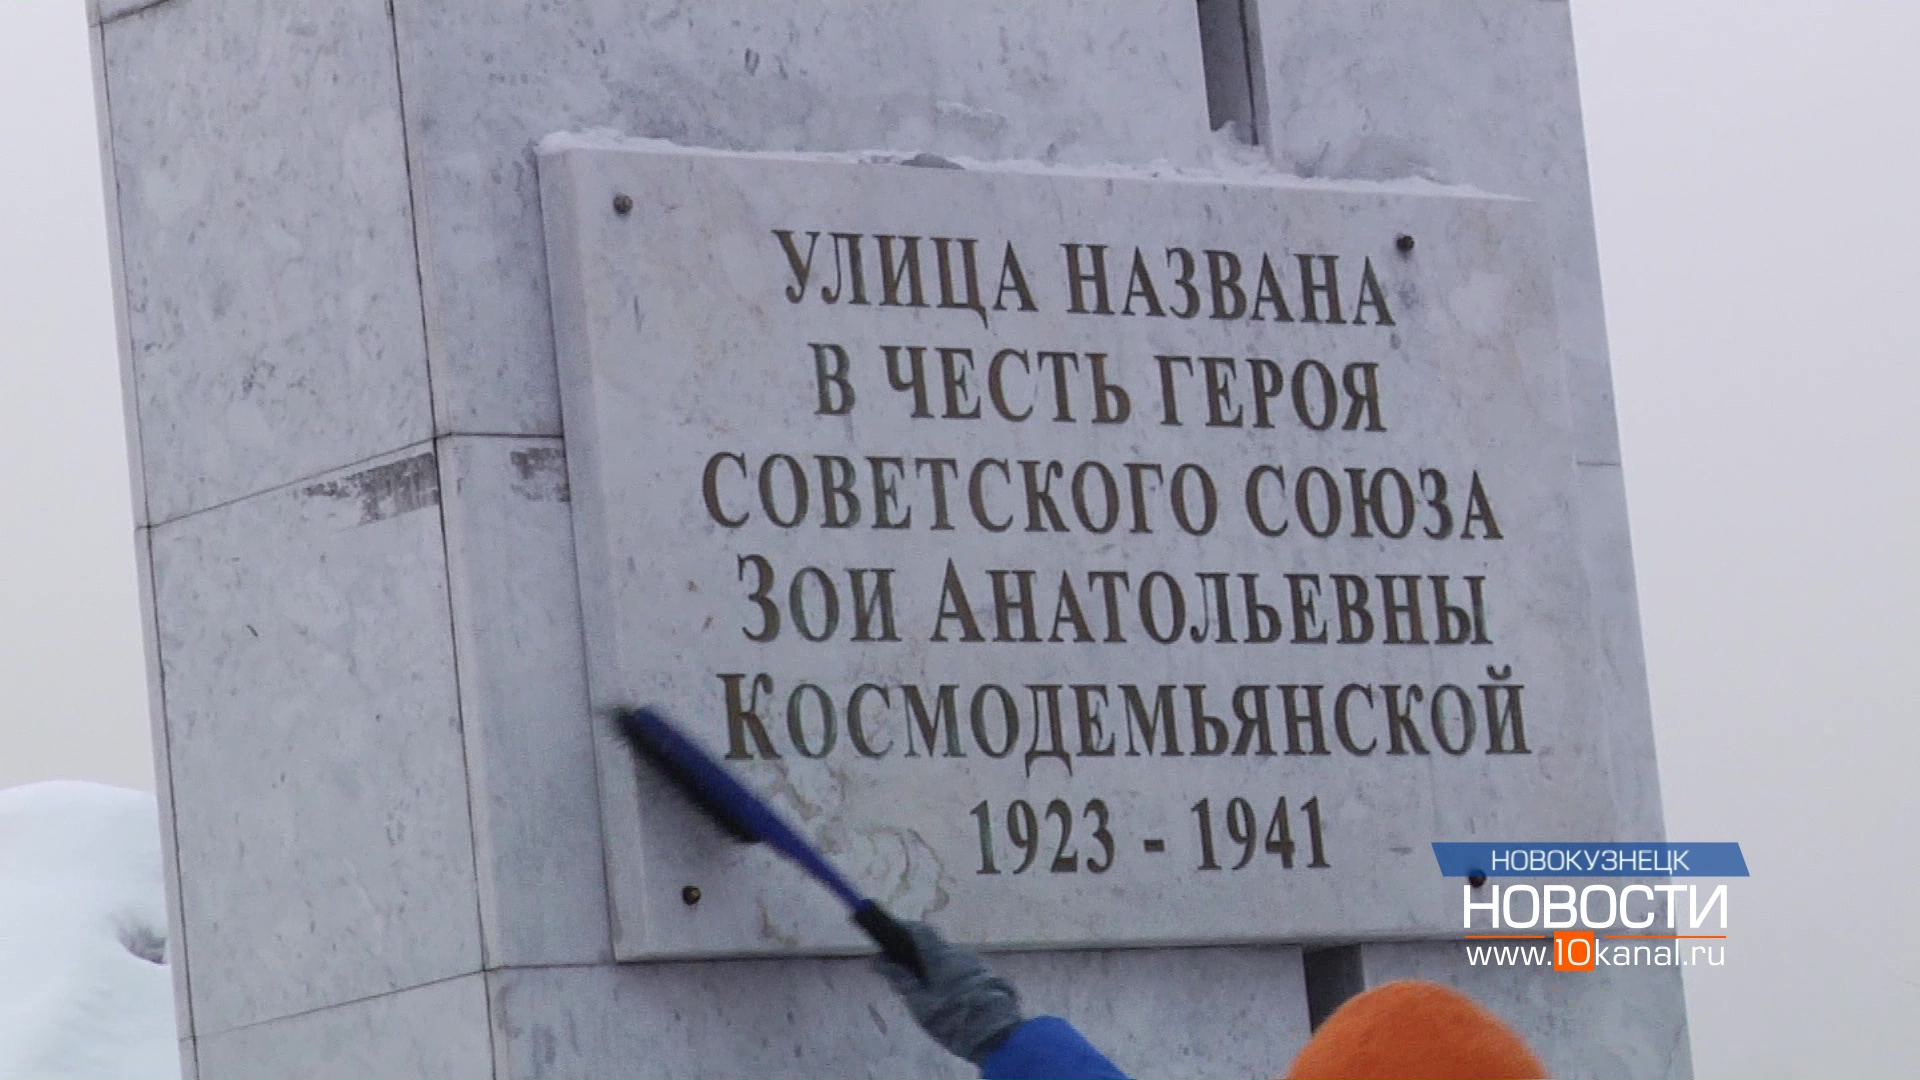 УЛИЦА НАЗВАНА
В ЧЕСТЬ ГЕРОЯ
СОВЕТСКОГО СОЮЗА
ЗОИ АНАТОЛЬЕВНЫ
КОСМОДЕМЬЯНСКОЙ
1923 - 1941
НОВОКУЗНЕЦК
НОВОСТИ
www.10kanal.ru